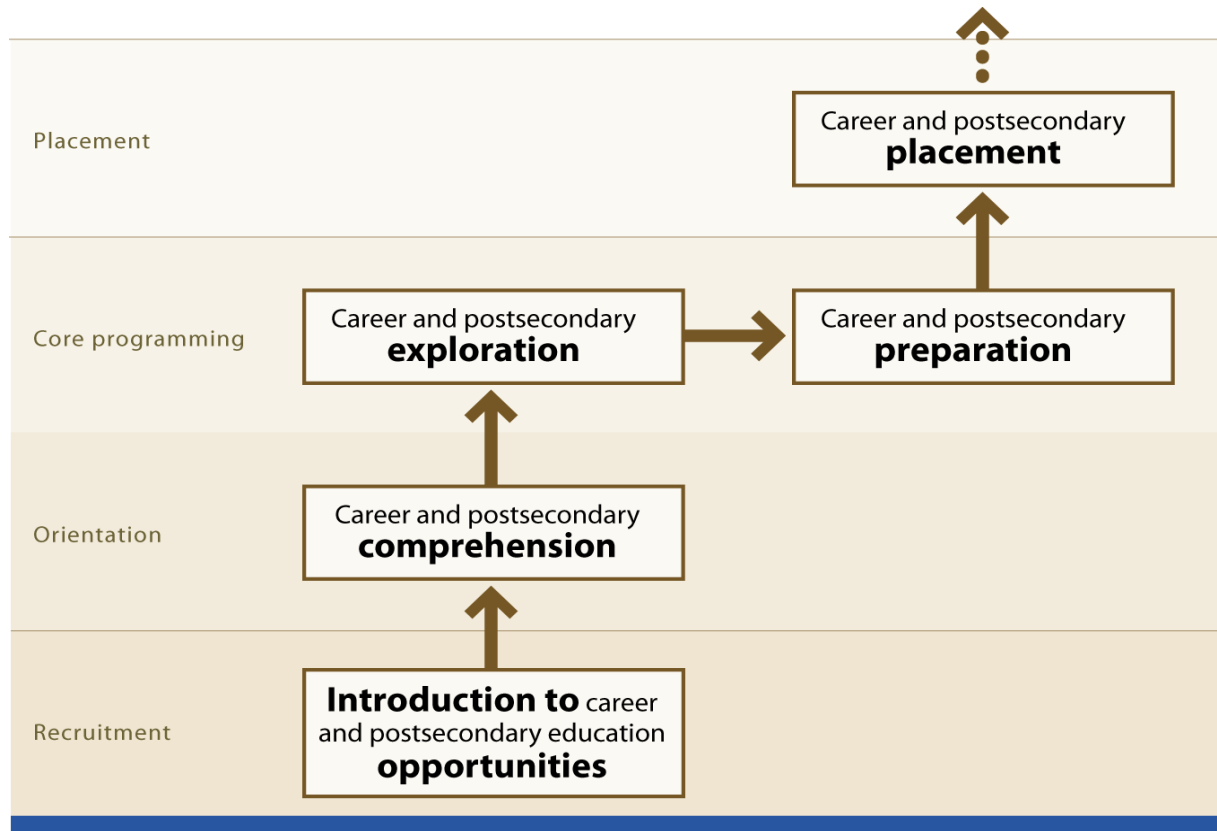 Placement
Career and postsecondary
placement
Core programming
Career and postsecondary
exploration
Career and postsecondary
preparation
Orientation
Career and postsecondary
comprehension
Recruitment
Introduction to career
and postsecondary education
opportunities